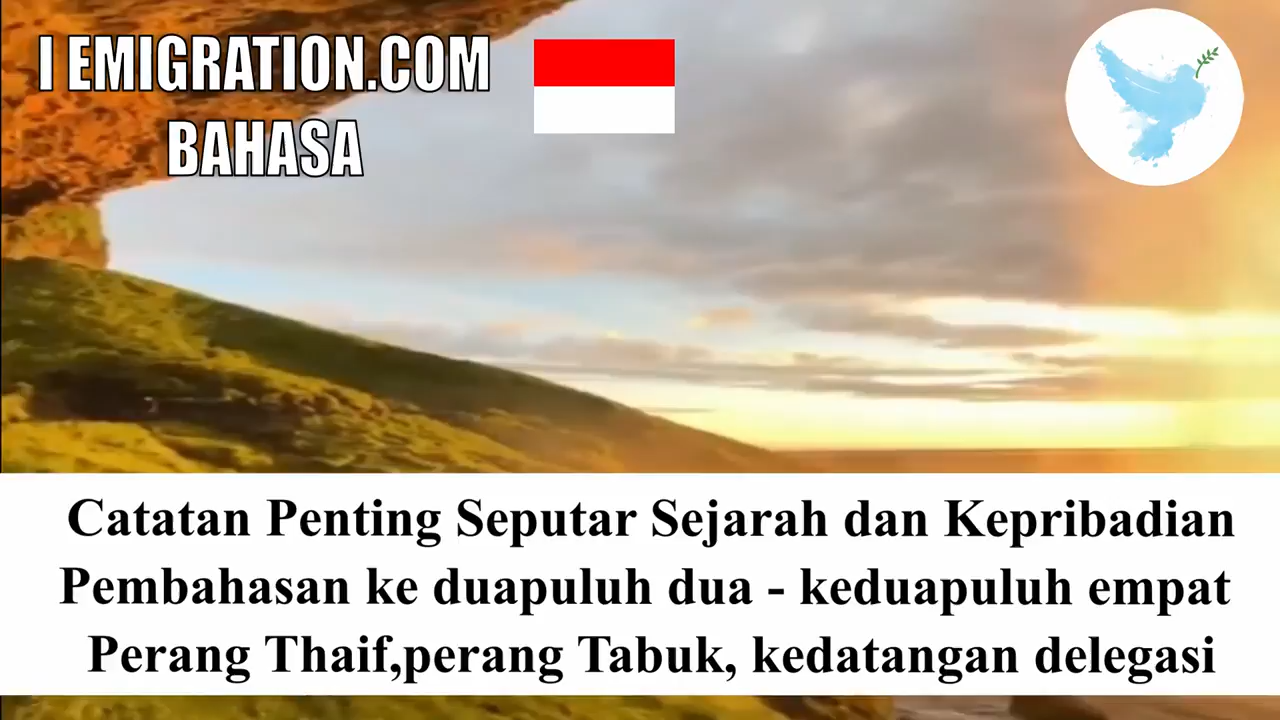 I EMIGRATION.COM
BAHASA
Catatan Penting Seputar Sejarah dan Kepribadian
Pembahasan ke duapuluh dua - keduapuluh empat
Perang Thaif,perang Tabuk, kedatangan delegasi